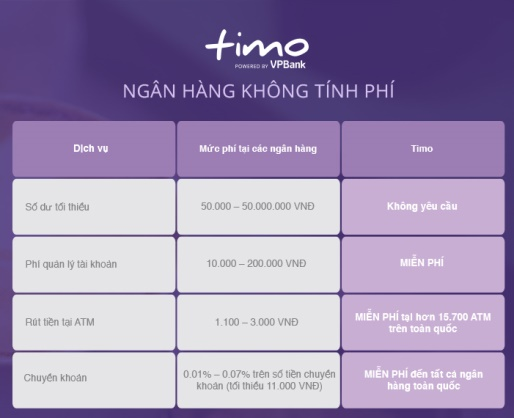 timo
POWERED BY VPBank
NGÂN HÀNG KHÔNG TÍNH PHÍ
Dịch vụ
Mức phí tại các ngân hàng
Timo
Số dư tối thiểu
50.000 – 50.000.000 VNĐ
Không yêu cầu
Phí quản lý tài khoản
10.000 – 200.000 VNĐ
MIỄN PHÍ
Rút tiền tại ATM
1.100 – 3.000 VNĐ
MIỄN PHÍ tại hơn 15.700 ATM
trên toàn quốc
Chuyển khoản
0.01% – 0.07% trên số tiền chuyển
khoản (tối thiểu 11.000 VNĐ)
MIỄN PHÍ đến tất cả ngân
hàng toàn quốc